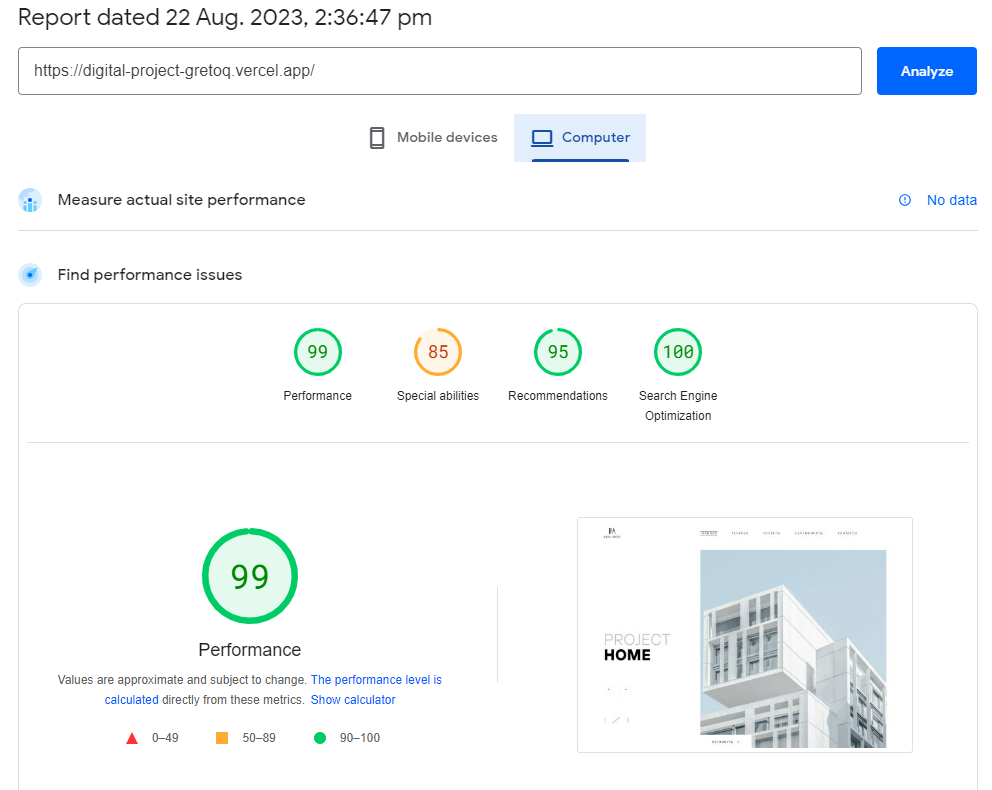 Report dated 22 Aug. 2023, 2:36:47 pm
https://digital-project-gretoq.vercel.app/
Analyze
Mobile devices
Computer
Measure actual site performance
No data
Find performance issues
99
85
95
100
Performance
Special abilities
Recommendations
Search Engine
Optimization
99
Performance
Values are approximate and subject to change. The performance level is
calculated directly from these metrics. Show calculator
0–49
50–89
90–100
PROJECT
HOME